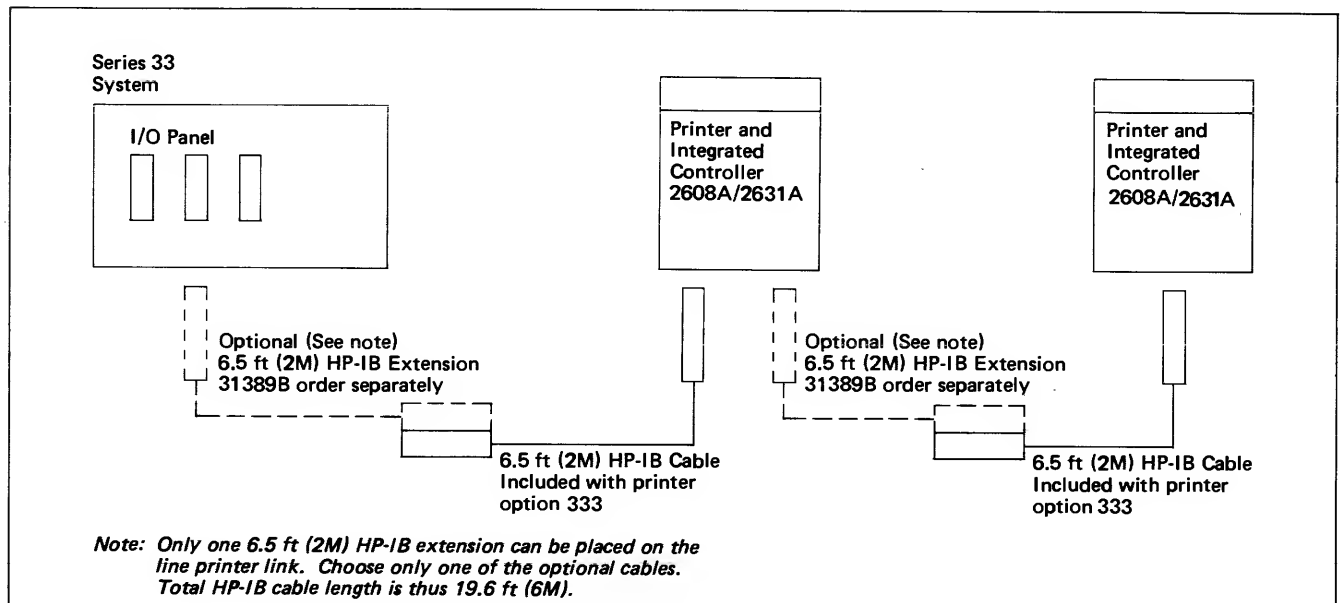 Series 33
System
I/O Panel
Printer and
Integrated
Controller
2608A/2631A
Printer and
Integrated
Controller
2608A/2631A
Optional (See note)
6.5 ft (2M) HP-IB Extension
31389B order separately
Optional (See note)
6.5 ft (2M) HP-IB Extension
31389B order separately
6.5 ft (2M) HP-IB Cable
Included with printer
option 333
6.5 ft (2M) HP-IB Cable
Included with printer
option 333
Note: Only one 6.5 ft (2M) HP-IB extension can be placed on the
line printer link. Choose only one of the optional cables.
Total HP-IB cable length is thus 19.6 ft (6M).